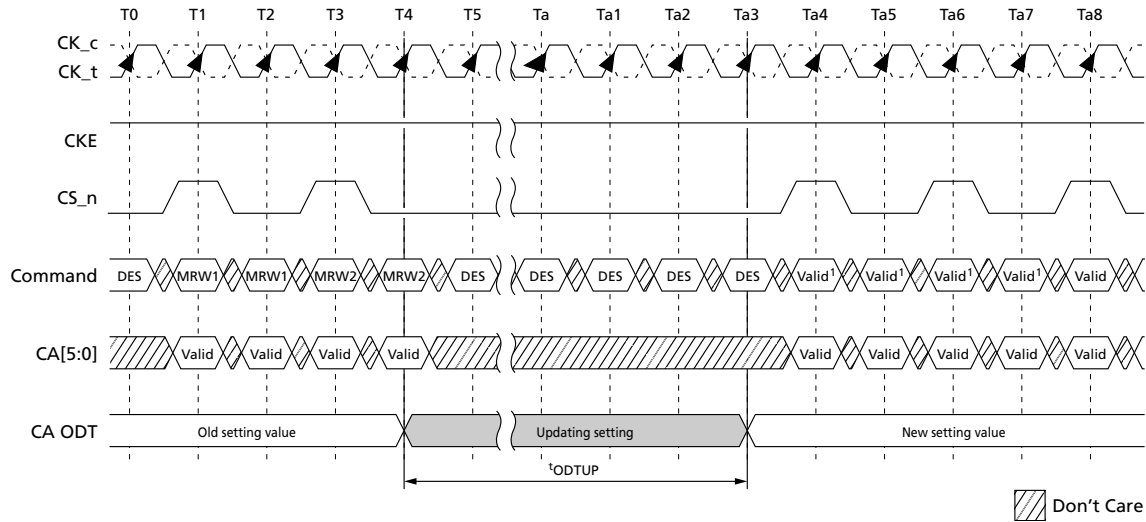 T0 T1 T2 T3 T4 T5 Ta Ta1 Ta2 Ta3 Ta4 Ta5 Ta6 Ta7 Ta8
CK_c
CK_t
CKE
CS_n
Command DES MRW1 MRW1 MRW2 MRW2 DES DES DES DES DES Valid¹ Valid¹ Valid¹ Valid¹ Valid
CA[5:0] Valid Valid Valid Valid Valid Valid Valid Valid Valid
CA ODT Old setting value Updating setting New setting value
ᵗODTUP
Don't Care